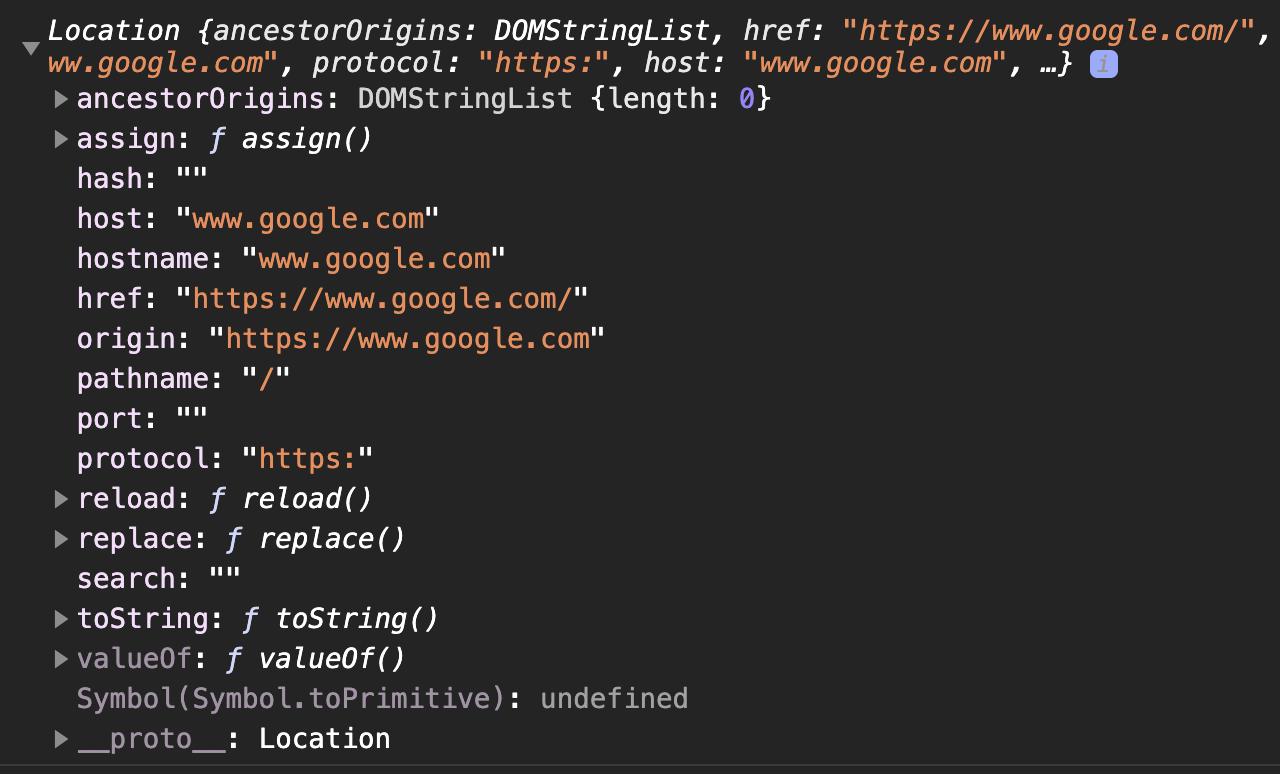 Location {ancestorOrigins: DOMStringList, href: "https://www.google.com/",
ww.google.com", protocol: "https:", host: "www.google.com", …} i
ancestorOrigins: DOMStringList {length: 0}
assign: ƒ assign()
hash: ""
host: "www.google.com"
hostname: "www.google.com"
href: "https://www.google.com/"
origin: "https://www.google.com"
pathname: "/"
port: ""
protocol: "https:"
reload: ƒ reload()
replace: ƒ replace()
search: ""
toString: ƒ toString()
valueOf: ƒ valueOf()
Symbol(Symbol.toPrimitive): undefined
__proto__: Location